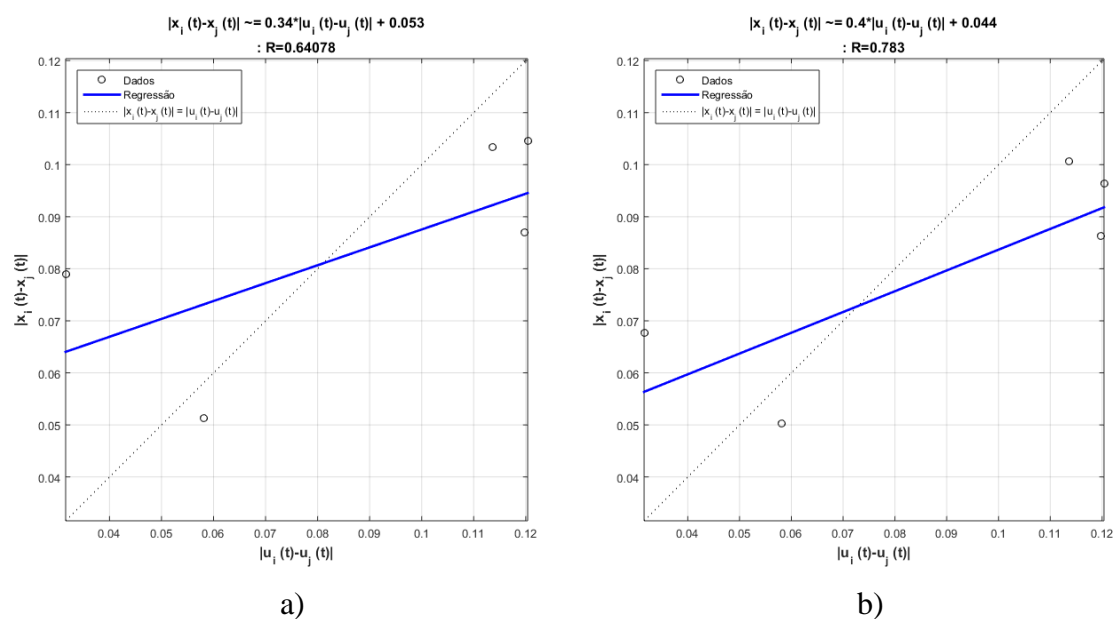 |x_i (t)-x_j (t)| ~= 0.34*|u_i (t)-u_j (t)| + 0.053
: R=0.64078
0.12
0.11
0.1
0.09
0.08
0.07
0.06
0.05
0.04
|x_i (t)-x_j (t)|
Dados
Regressão
|x_i (t)-x_j (t)| = |u_i (t)-u_j (t)|
0.04 0.05 0.06 0.07 0.08 0.09 0.1 0.11 0.12
|u_i (t)-u_j (t)|
a)
|x_i (t)-x_j (t)| ~= 0.4*|u_i (t)-u_j (t)| + 0.044
: R=0.783
0.12
0.11
0.1
0.09
0.08
0.07
0.06
0.05
0.04
|x_i (t)-x_j (t)|
Dados
Regressão
|x_i (t)-x_j (t)| = |u_i (t)-u_j (t)|
0.04 0.05 0.06 0.07 0.08 0.09 0.1 0.11 0.12
|u_i (t)-u_j (t)|
b)